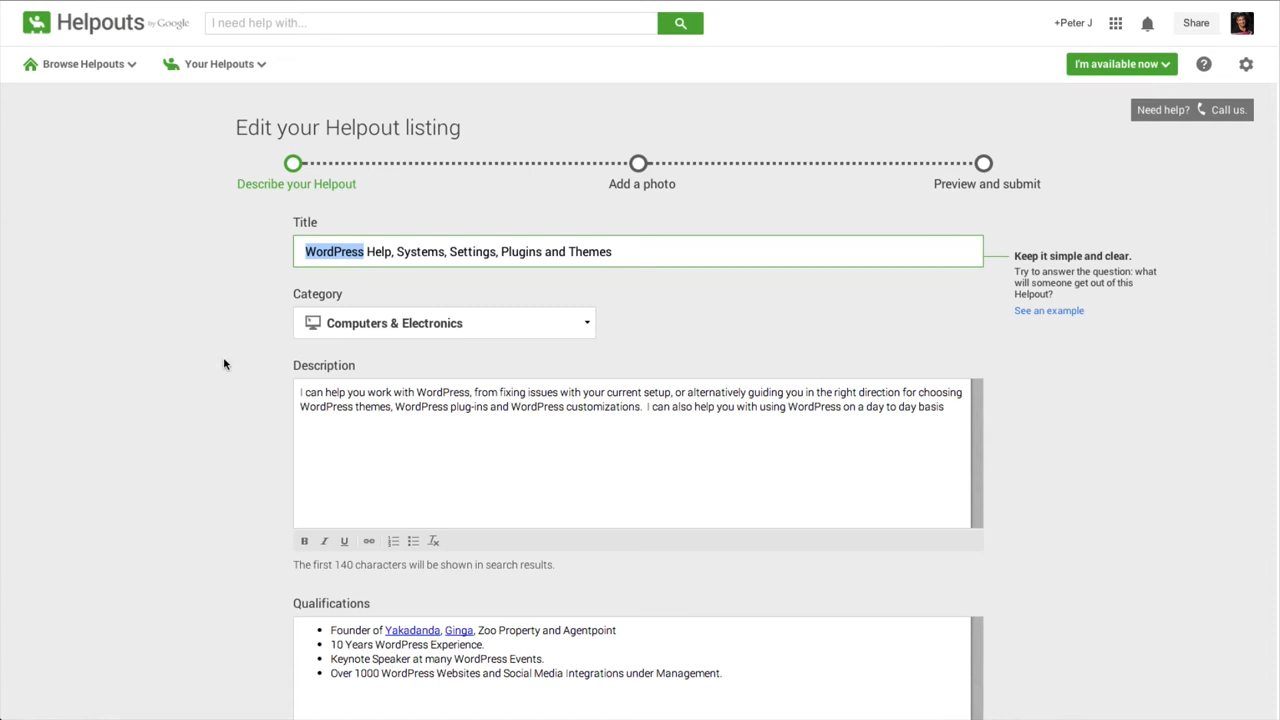 Helpouts by Google
I need help with...
+Peter J
Share
Browse Helpouts
Your Helpouts
I'm available now
Need help? Call us.
Edit your Helpout listing
Describe your Helpout
Add a photo
Preview and submit
Title
WordPress Help, Systems, Settings, Plugins and Themes
Keep it simple and clear.
Try to answer the question: what
will someone get out of this
Helpout?
See an example
Category
Computers & Electronics
Description
I can help you work with WordPress, from fixing issues with your current setup, or alternatively guiding you in the right direction for choosing
WordPress themes, WordPress plug-ins and WordPress customizations. I can also help you with using WordPress on a day to day basis
B I U
The first 140 characters will be shown in search results.
Qualifications
• Founder of Yakadanda, Ginga, Zoo Property and Agentpoint
• 10 Years WordPress Experience.
• Keynote Speaker at many WordPress Events.
• Over 1000 WordPress Websites and Social Media Integrations under Management.